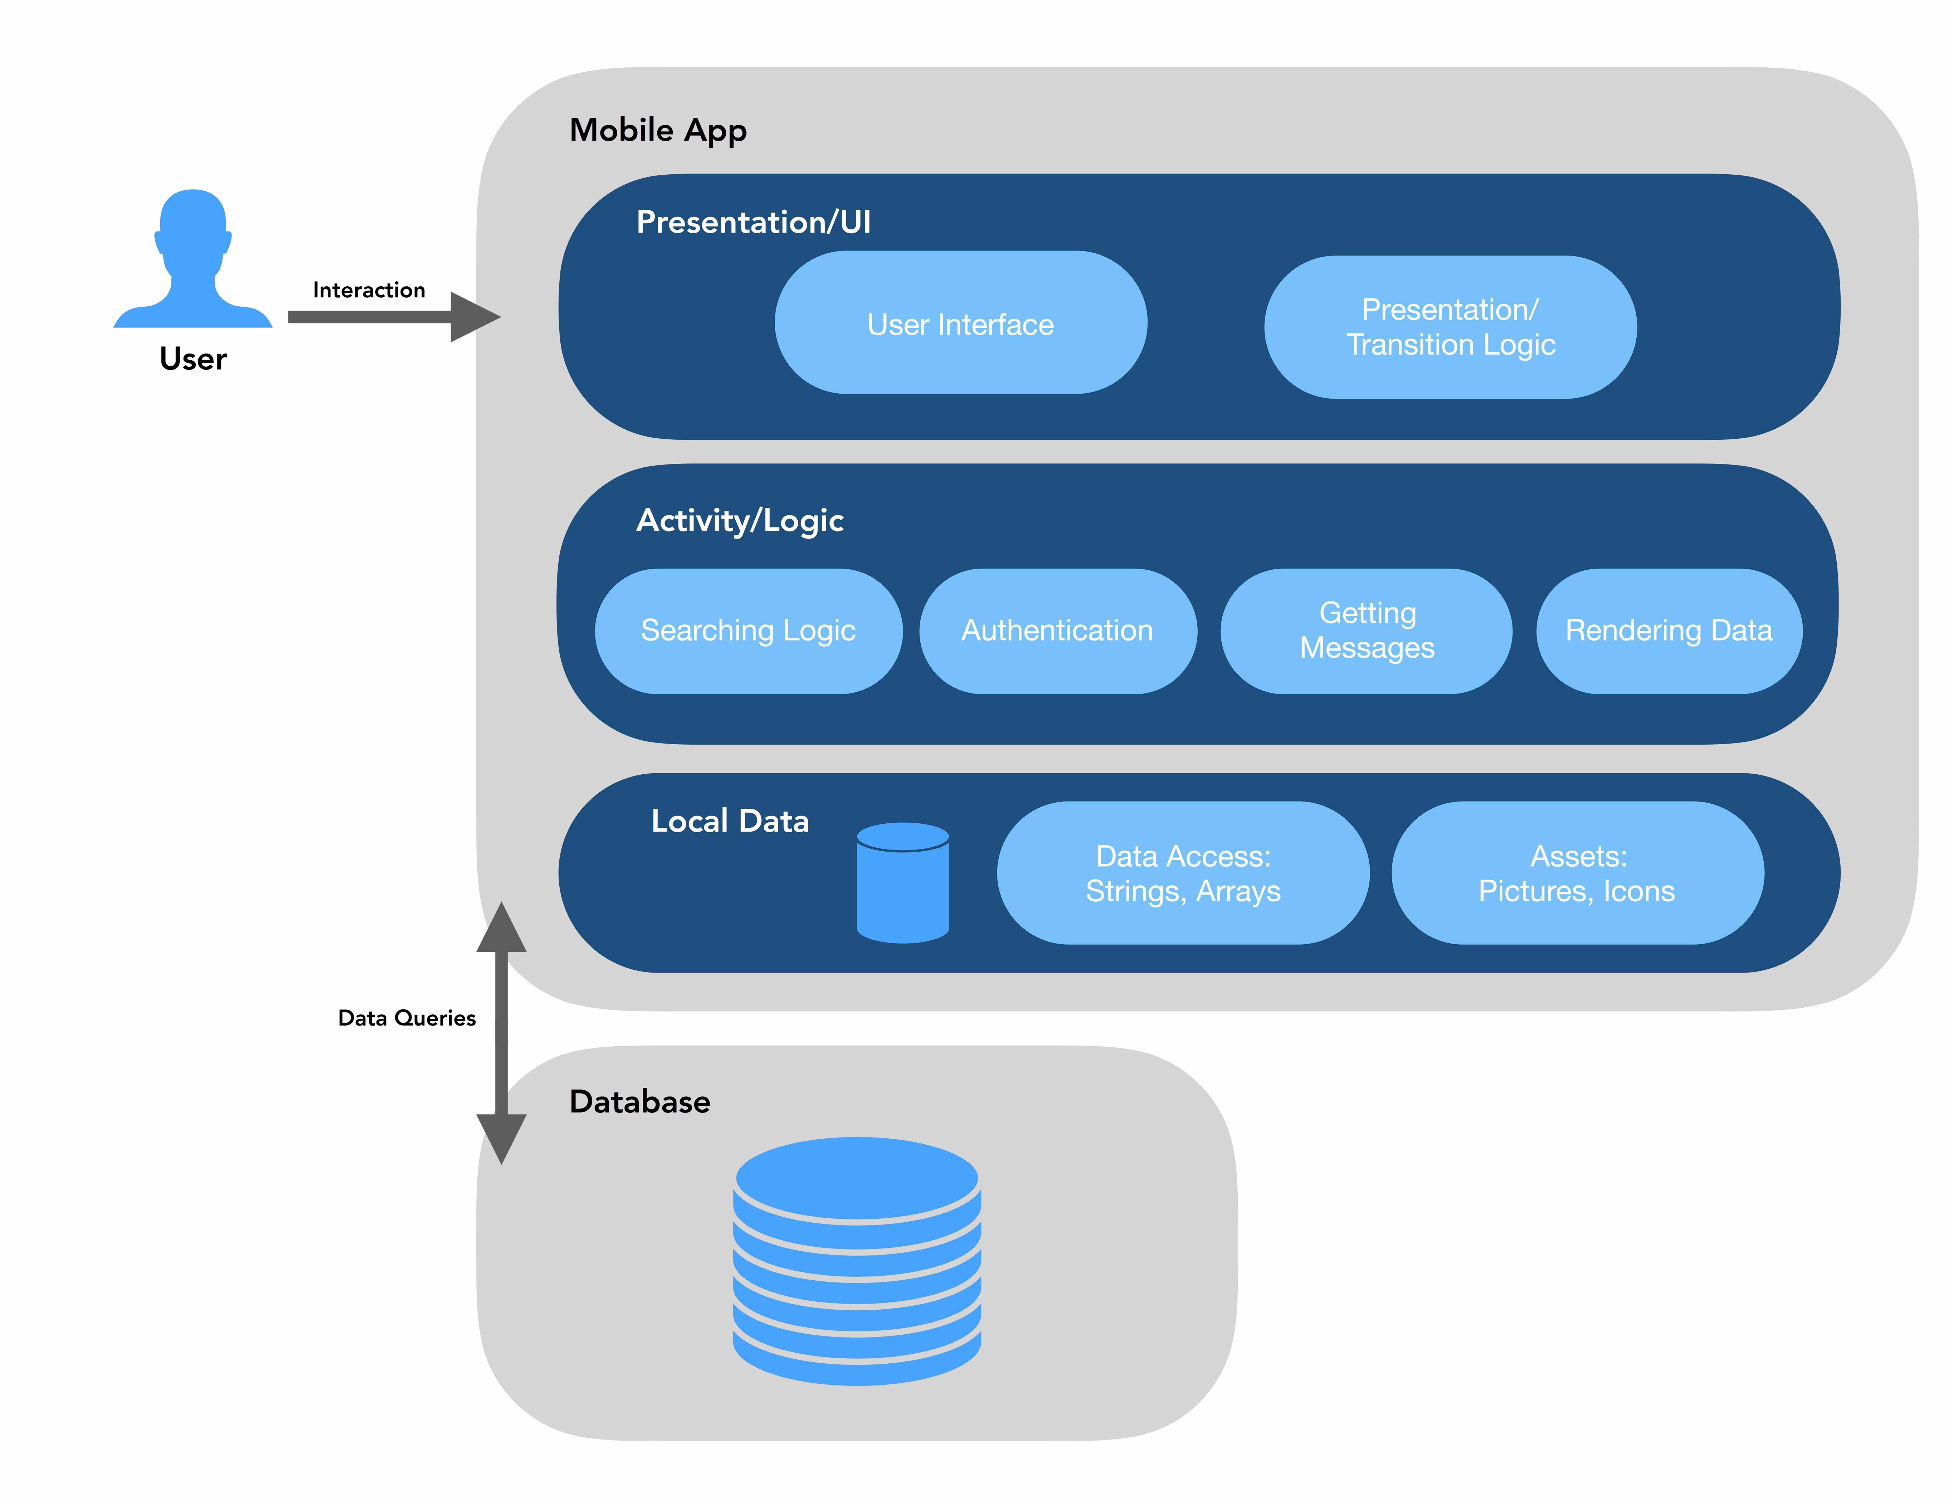 Mobile App
Presentation/UI
User Interface
Presentation/
Transition Logic
Interaction
User
Activity/Logic
Searching Logic
Authentication
Getting
Messages
Rendering Data
Local Data
Data Access:
Strings, Arrays
Assets:
Pictures, Icons
Data Queries
Database